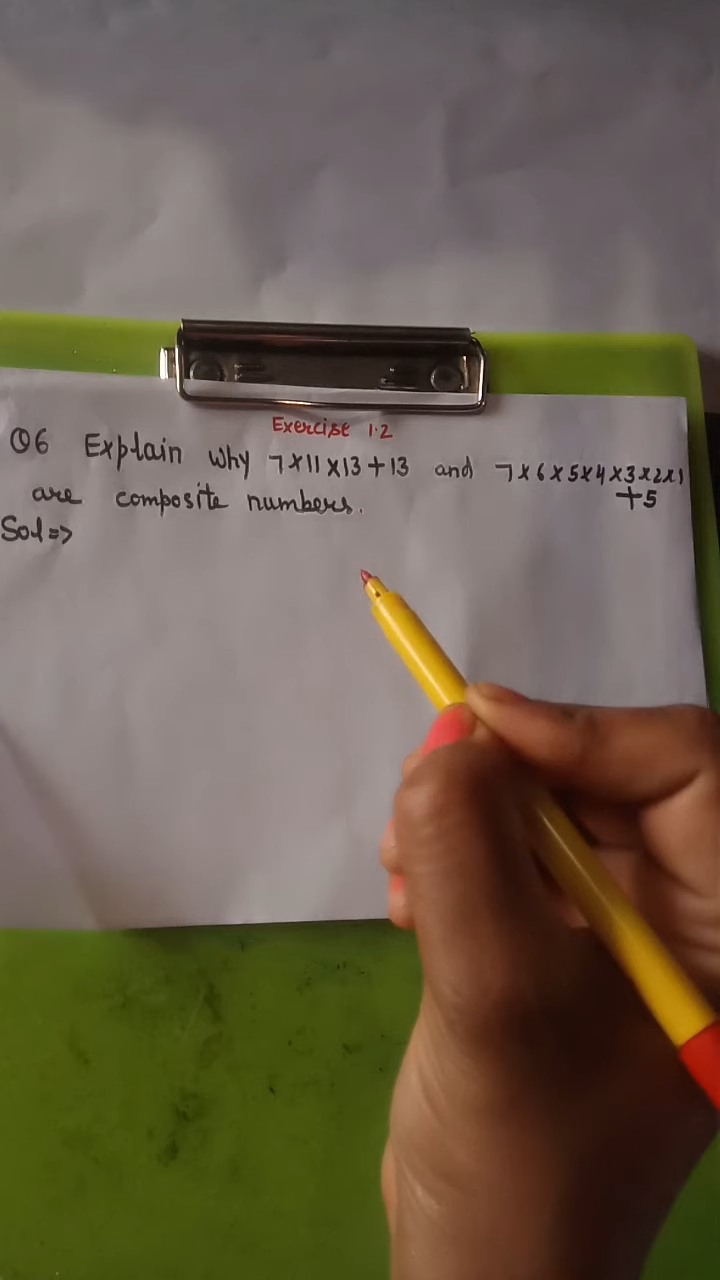 Exercise 1.2
Q6 Explain why 7×11×13+13 and 7×6×5×4×3×2×1
+5
are composite numbers.
Sol=>